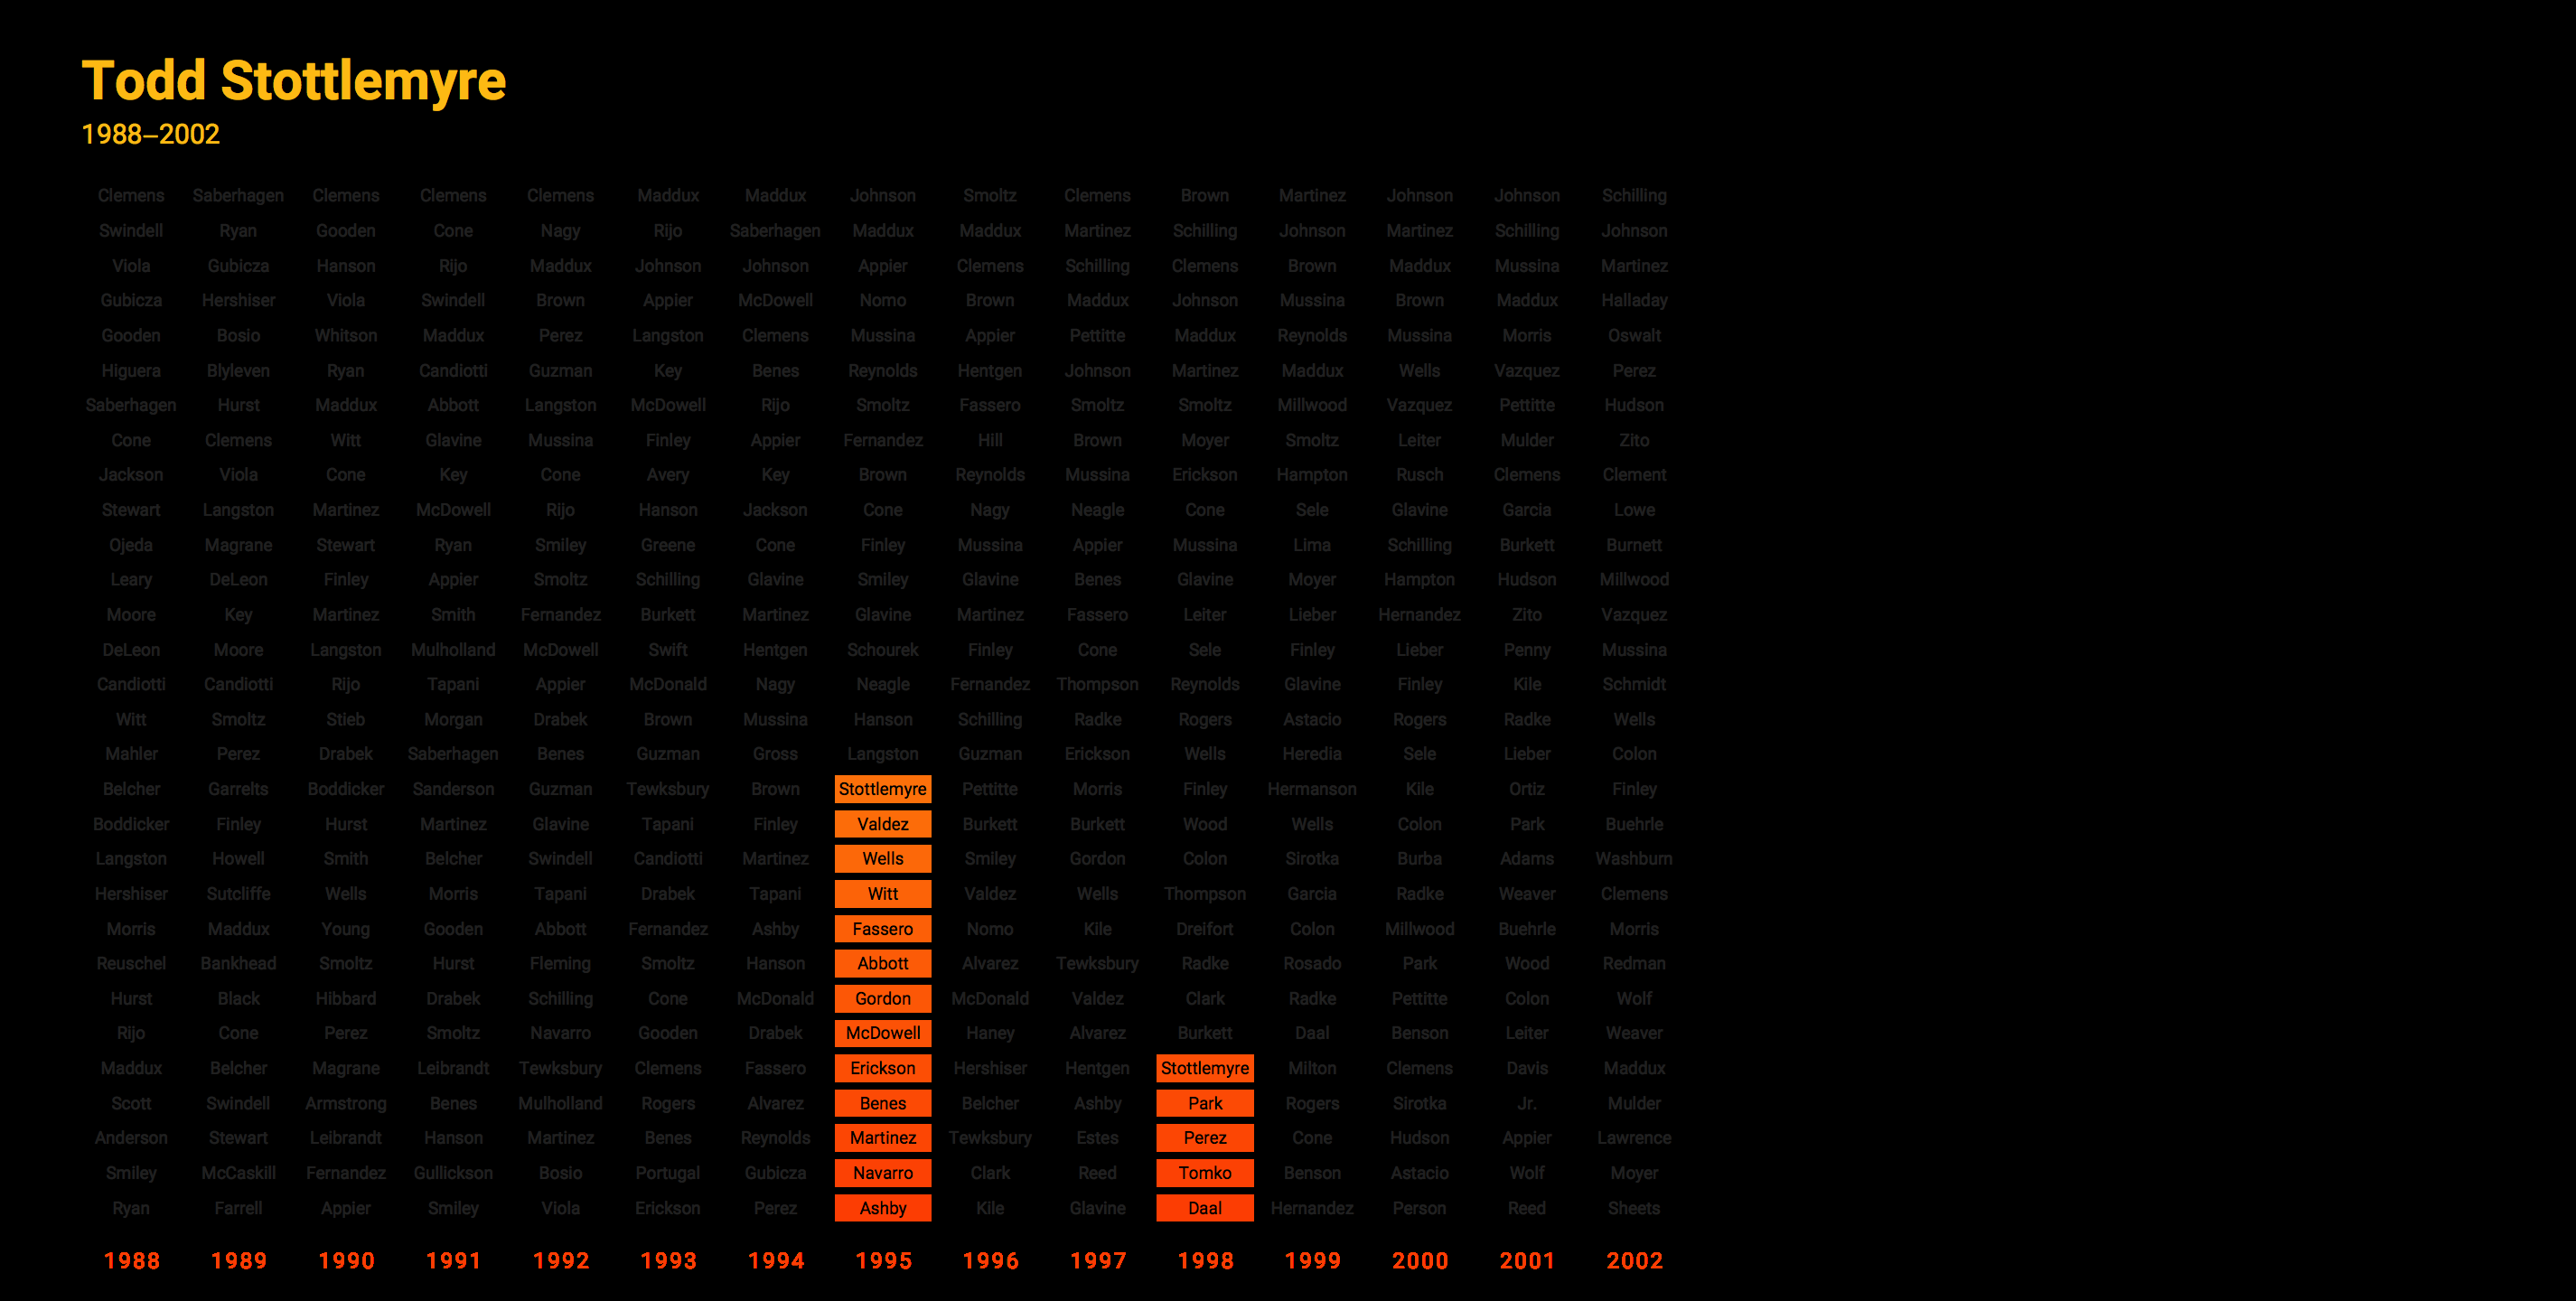 Todd Stottlemyre
1988–2002
Clemens Saberhagen Clemens Clemens Clemens Maddux Maddux Johnson Smoltz Clemens Brown Martinez Johnson Johnson Schilling
Swindell Ryan Gooden Cone Nagy Rijo Saberhagen Maddux Maddux Martinez Schilling Johnson Martinez Schilling Johnson
Viola Gubicza Hanson Rijo Maddux Johnson Johnson Appier Clemens Schilling Clemens Brown Maddux Mussina Martinez
Gubicza Hershiser Viola Swindell Brown Appier McDowell Nomo Brown Maddux Johnson Mussina Brown Maddux Halladay
Gooden Bosio Whitson Maddux Perez Langston Clemens Mussina Appier Pettitte Maddux Reynolds Mussina Morris Oswalt
Higuera Blyleven Ryan Candiotti Guzman Key Benes Reynolds Hentgen Johnson Martinez Maddux Wells Vazquez Perez
Saberhagen Hurst Maddux Abbott Langston McDowell Rijo Smoltz Fassero Smoltz Smoltz Millwood Vazquez Pettitte Hudson
Cone Clemens Witt Glavine Mussina Finley Appier Fernandez Hill Brown Moyer Smoltz Leiter Mulder Zito
Jackson Viola Cone Key Cone Avery Key Brown Reynolds Mussina Erickson Hampton Rusch Clemens Clement
Stewart Langston Martinez McDowell Rijo Hanson Jackson Cone Nagy Neagle Cone Sele Glavine Garcia Lowe
Ojeda Magrane Stewart Ryan Smiley Greene Cone Finley Mussina Appier Mussina Lima Schilling Burkett Burnett
Leary DeLeon Finley Appier Smoltz Schilling Glavine Smiley Glavine Benes Glavine Moyer Hampton Hudson Millwood
Moore Key Martinez Smith Fernandez Burkett Martinez Glavine Martinez Fassero Leiter Lieber Hernandez Zito Vazquez
DeLeon Moore Langston Mulholland McDowell Swift Hentgen Schourek Finley Cone Sele Finley Lieber Penny Mussina
Candiotti Candiotti Rijo Tapani Appier McDonald Nagy Neagle Fernandez Thompson Reynolds Glavine Finley Kile Schmidt
Witt Smoltz Stieb Morgan Drabek Brown Mussina Hanson Schilling Radke Rogers Astacio Rogers Radke Wells
Mahler Perez Drabek Saberhagen Benes Guzman Gross Langston Guzman Erickson Wells Heredia Sele Lieber Colon
Belcher Garrelts Boddicker Sanderson Guzman Tewksbury Brown Stottlemyre Pettitte Morris Finley Hermanson Kile Ortiz Finley
Boddicker Finley Hurst Martinez Glavine Tapani Finley Valdez Burkett Burkett Wood Wells Colon Park Buehrle
Langston Howell Smith Belcher Swindell Candiotti Martinez Wells Smiley Gordon Colon Sirotka Burba Adams Washburn
Hershiser Sutcliffe Wells Morris Tapani Drabek Tapani Witt Valdez Wells Thompson Garcia Radke Weaver Clemens
Morris Maddux Young Gooden Abbott Fernandez Ashby Fassero Nomo Kile Dreifort Colon Millwood Buehrle Morris
Reuschel Bankhead Smoltz Hurst Fleming Smoltz Hanson Abbott Alvarez Tewksbury Radke Rosado Park Wood Redman
Hurst Black Hibbard Drabek Schilling Cone McDonald Gordon McDonald Valdez Clark Radke Pettitte Colon Wolf
Rijo Cone Perez Smoltz Navarro Gooden Drabek McDowell Haney Alvarez Burkett Daal Benson Leiter Weaver
Maddux Belcher Magrane Leibrandt Tewksbury Clemens Fassero Erickson Hershiser Hentgen Stottlemyre Milton Clemens Davis Maddux
Scott Swindell Armstrong Benes Mulholland Rogers Alvarez Benes Belcher Ashby Park Rogers Sirotka Jr. Mulder
Anderson Stewart Leibrandt Hanson Martinez Benes Reynolds Martinez Tewksbury Estes Perez Cone Hudson Appier Lawrence
Smiley McCaskill Fernandez Gullickson Bosio Portugal Gubicza Navarro Clark Reed Tomko Benson Astacio Wolf Moyer
Ryan Farrell Appier Smiley Viola Erickson Perez Ashby Kile Glavine Daal Hernandez Person Reed Sheets
1988 1989 1990 1991 1992 1993 1994 1995 1996 1997 1998 1999 2000 2001 2002